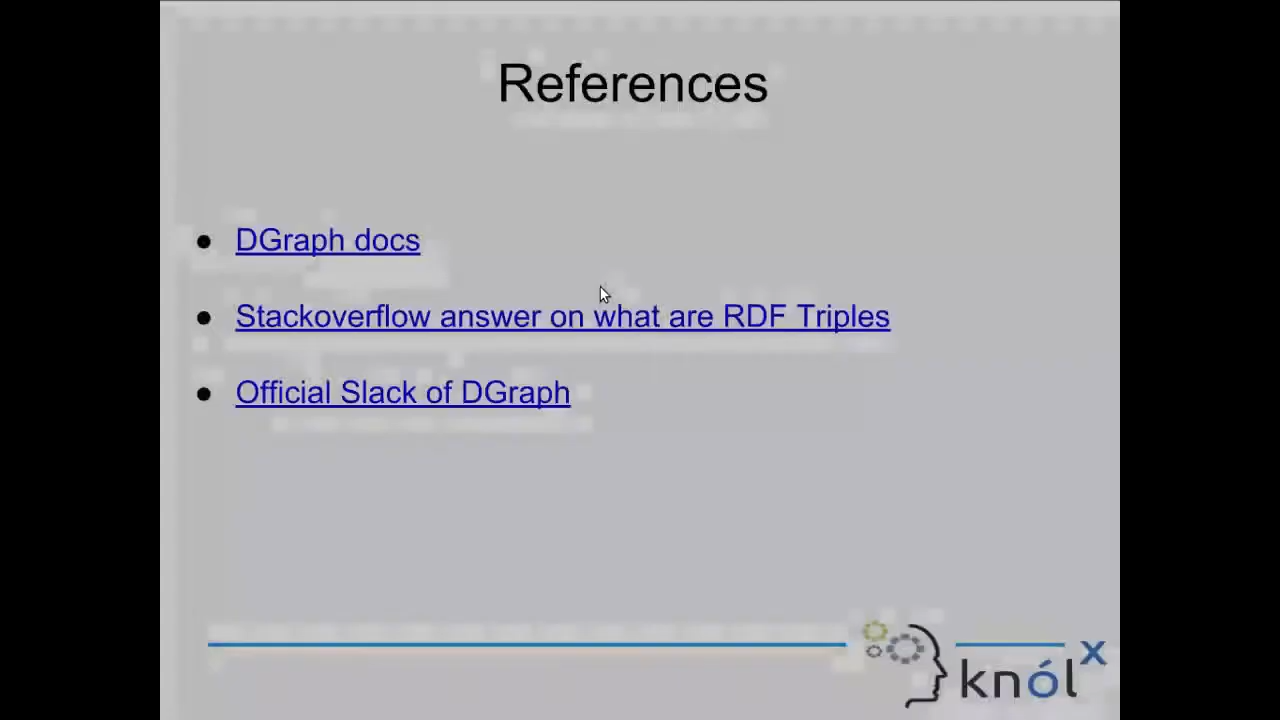 References
● DGraph docs
● Stackoverflow answer on what are RDF Triples
● Official Slack of DGraph
knólx